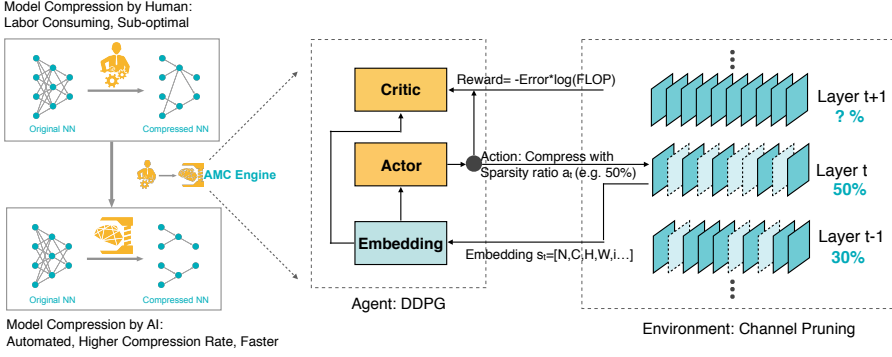 Model Compression by Human:
Labor Consuming, Sub-optimal
Original NN
Compressed NN
AMC Engine
Original NN
Compressed NN
Model Compression by AI:
Automated, Higher Compression Rate, Faster
Critic
Actor
Embedding
Agent: DDPG
Reward= -Error*log(FLOP)
Action: Compress with
Sparsity ratio at (e.g. 50%)
Embedding st=[N,C,H,W,i…]
Layer t+1
? %
Layer t
50%
Layer t-1
30%
Environment: Channel Pruning